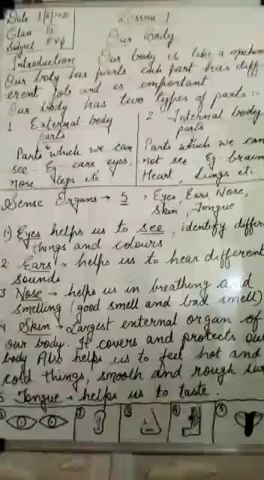 Date 1/6/2020
Class
Subject
Lesson 1
Our body
Introduction Our body is like a machine
Our body has parts each part has diff
erent job and is important.
Our body has two types of parts:-
1 External body
parts
Parts which we can
see. Eg. ears eyes,
Nose legs etc
2 Internal body
parts
Parts which we can
not see Eg. brain
Heart, Lungs etc.
Sense Organs → 5 . Eyes, Ears Nose,
Skin, Tongue
1) Eyes helps us to see, identify differ
things and colours
2 Ears → helps us to hear different
sounds
3 Nose → helps us in breathing and
smelling (good smell and bad smell)
4 Skin → Largest external organ of
our body. It covers and protects our
body Also helps us to feel hot and
cold things, smooth and rough sur
5 Tongue → helps us to taste.